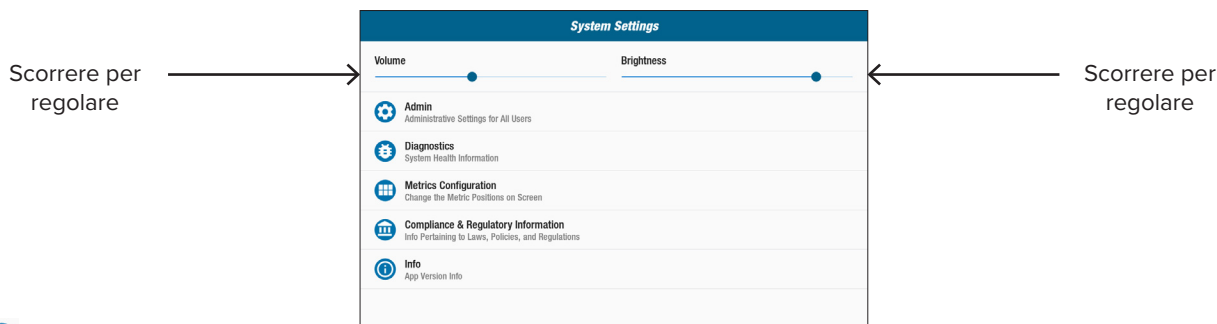 System Settings
Volume
Brightness
Scorrere per
regolare
Scorrere per
regolare
Admin
Administrative Settings for All Users
Diagnostics
System Health Information
Metrics Configuration
Change the Metric Positions on Screen
Compliance & Regulatory Information
Info Pertaining to Laws, Policies, and Regulations
Info
App Version Info